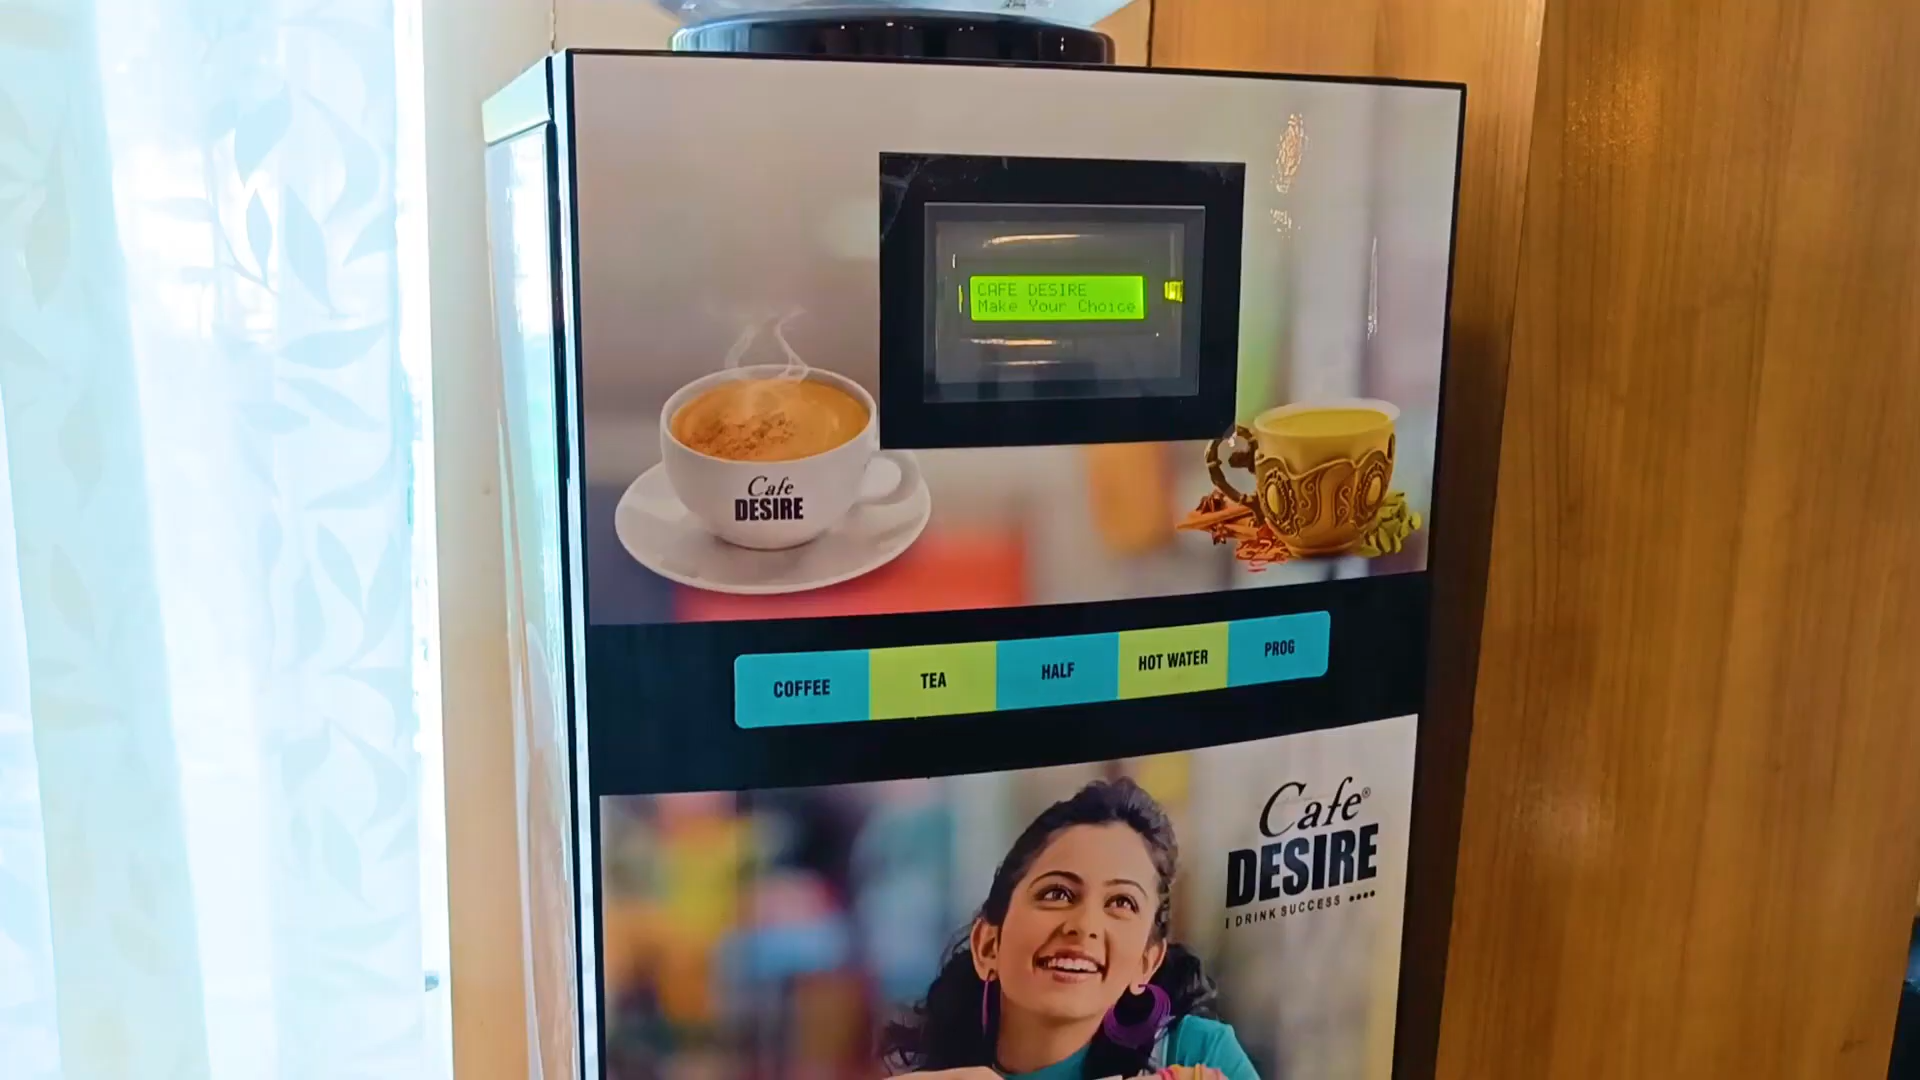 CAFE DESIRE
Make Your Choice
Cafe
DESIRE
COFFEE
TEA
HALF
HOT WATER
PROG
Cafe®
DESIRE
I DRINK SUCCESS ••••